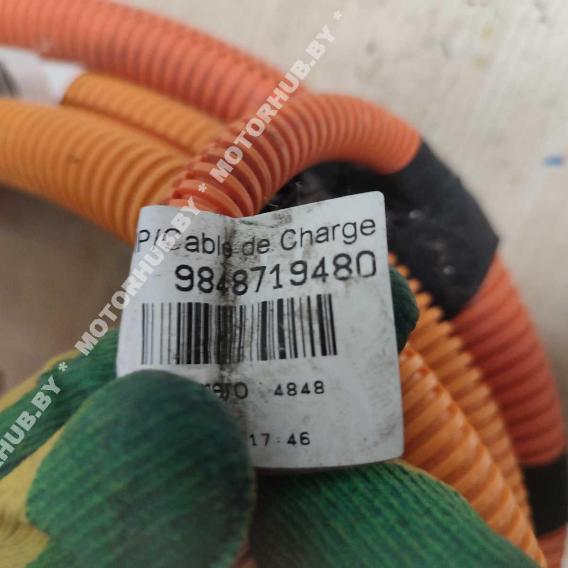 P/Cable de Charge
9848719480
4848
17:46
MOTORHUB.BY * MOTORHUB.BY * MOTORHUB.BY *